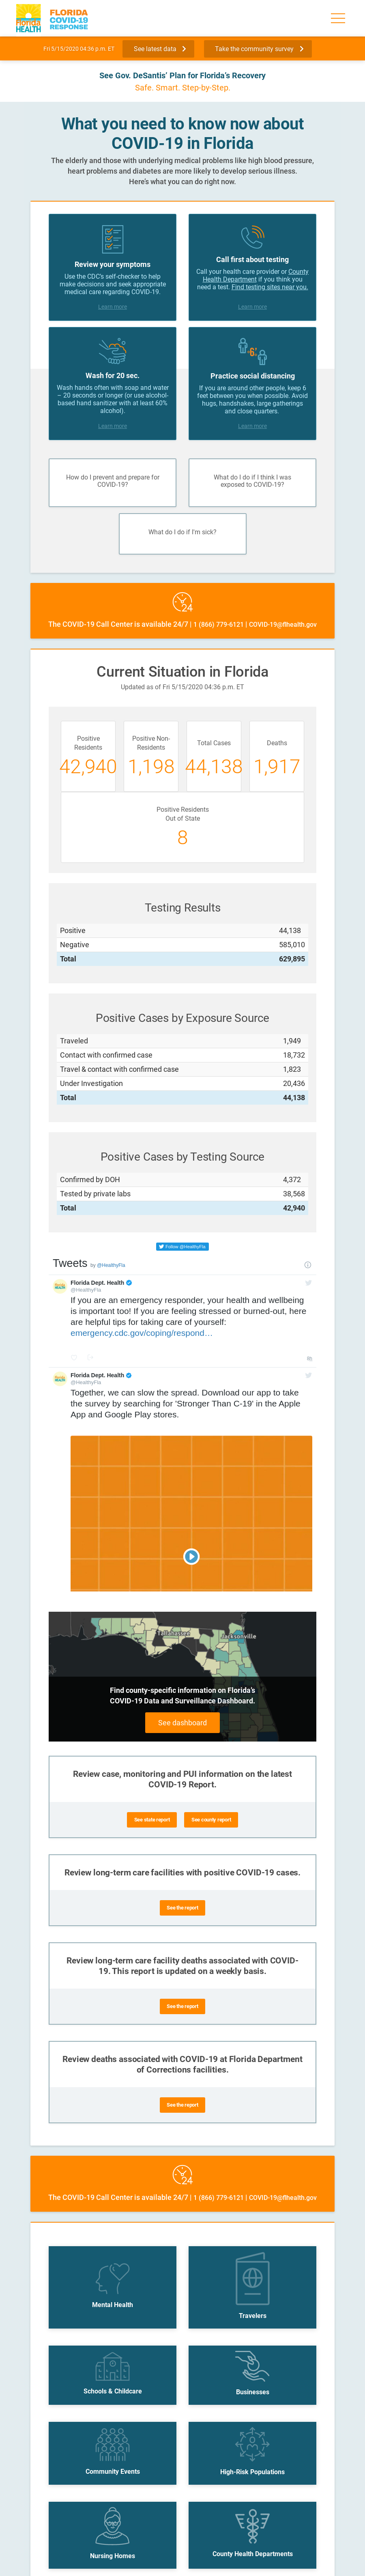 Florida
HEALTH
FLORIDA
COVID-19
RESPONSE
Fri 5/15/2020 04:36 p.m. ET
See latest data
Take the community survey
See Gov. DeSantis' Plan for Florida's Recovery
Safe. Smart. Step-by-Step.
What you need to know now about
COVID-19 in Florida
The elderly and those with underlying medical problems like high blood pressure,
heart problems and diabetes are more likely to develop serious illness.
Here's what you can do right now.
Review your symptoms
Use the CDC's self-checker to help
make decisions and seek appropriate
medical care regarding COVID-19.
Learn more
Call first about testing
Call your health care provider or County
Health Department if you think you
need a test. Find testing sites near you.
Learn more
Wash for 20 sec.
Wash hands often with soap and water
– 20 seconds or longer (or use alcohol-
based hand sanitizer with at least 60%
alcohol).
Learn more
6'
Practice social distancing
If you are around other people, keep 6
feet between you when possible. Avoid
hugs, handshakes, large gatherings
and close quarters.
Learn more
How do I prevent and prepare for
COVID-19?
What do I do if I think I was
exposed to COVID-19?
What do I do if I'm sick?
24
The COVID-19 Call Center is available 24/7 | 1 (866) 779-6121 | COVID-19@flhealth.gov
Current Situation in Florida
Updated as of Fri 5/15/2020 04:36 p.m. ET
Positive
Residents
42,940
Positive Non-
Residents
1,198
Total Cases
44,138
Deaths
1,917
Positive Residents
Out of State
8
Testing Results
Positive 44,138
Negative 585,010
Total 629,895
Positive Cases by Exposure Source
Traveled 1,949
Contact with confirmed case 18,732
Travel & contact with confirmed case 1,823
Under Investigation 20,436
Total 44,138
Positive Cases by Testing Source
Confirmed by DOH 4,372
Tested by private labs 38,568
Total 42,940
Follow @HealthyFla
Tweets by @HealthyFla
Florida Dept. Health
@HealthyFla
If you are an emergency responder, your health and wellbeing
is important too! If you are feeling stressed or burned-out, here
are helpful tips for taking care of yourself:
emergency.cdc.gov/coping/respond…
Florida Dept. Health
@HealthyFla
Together, we can slow the spread. Download our app to take
the survey by searching for 'Stronger Than C-19' in the Apple
App and Google Play stores.
Tallahassee
Jacksonville
Find county-specific information on Florida's
COVID-19 Data and Surveillance Dashboard.
See dashboard
Review case, monitoring and PUI information on the latest
COVID-19 Report.
See state report
See county report
Review long-term care facilities with positive COVID-19 cases.
See the report
Review long-term care facility deaths associated with COVID-
19. This report is updated on a weekly basis.
See the report
Review deaths associated with COVID-19 at Florida Department
of Corrections facilities.
See the report
24
The COVID-19 Call Center is available 24/7 | 1 (866) 779-6121 | COVID-19@flhealth.gov
Mental Health
Travelers
Schools & Childcare
Businesses
Community Events
High-Risk Populations
Nursing Homes
County Health Departments